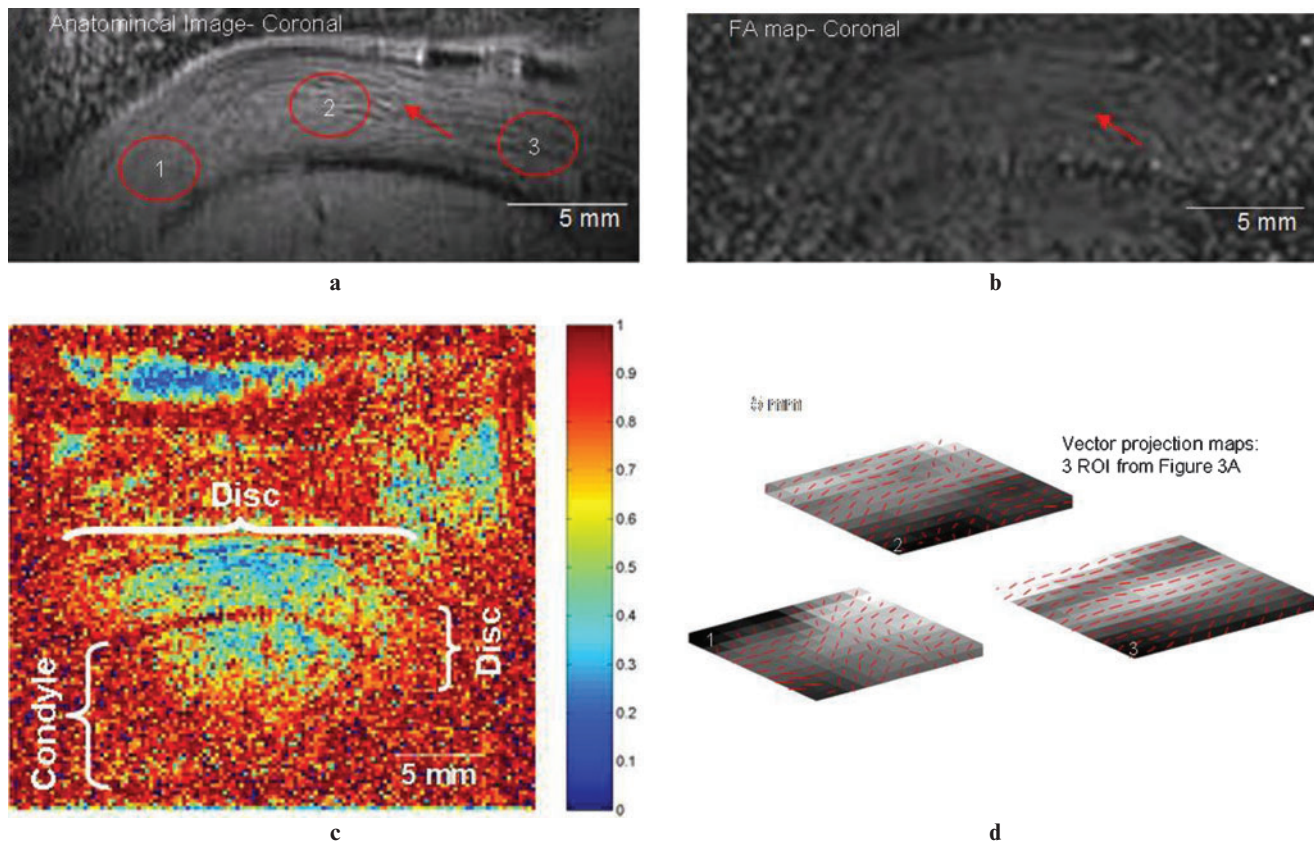 Anatomincal Image- Coronal
1
2
3
5 mm
a
FA map- Coronal
5 mm
b
Disc
Disc
Condyle
5 mm
1
0.9
0.8
0.7
0.6
0.5
0.4
0.3
0.2
0.1
0
c
5 mm
Vector projection maps:
3 ROI from Figure 3A
2
1
3
d